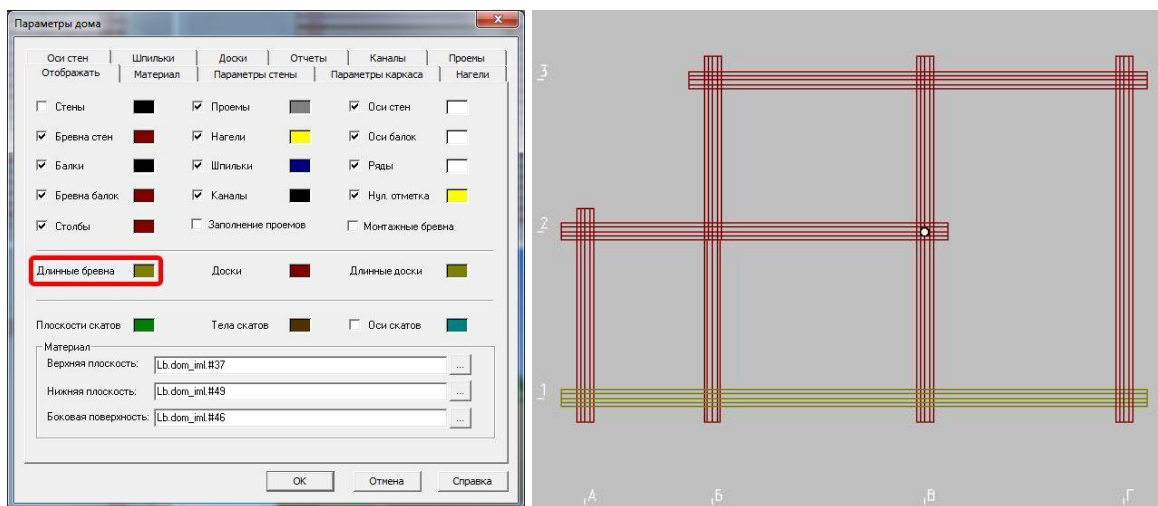 Параметры дома
Оси стен Шпильки Доски Отчеты Каналы Проемы
Отображать Материал Параметры стены Параметры каркаса Нагели
Стены Проемы Оси стен
Бревна стен Нагели Оси балок
Балки Шпильки Ряды
Бревна балок Каналы Нул. отметка
Столбы Заполнение проемов Монтажные бревна
Длинные бревна Доски Длинные доски
Плоскости скатов Тела скатов Оси скатов
Материал
Верхняя плоскость: Lb.dom_iml.#37 ...
Нижняя плоскость: Lb.dom_iml.#49 ...
Боковая поверхность: Lb.dom_iml.#46 ...
ОК Отмена Справка
3
2
1
А Б В Г